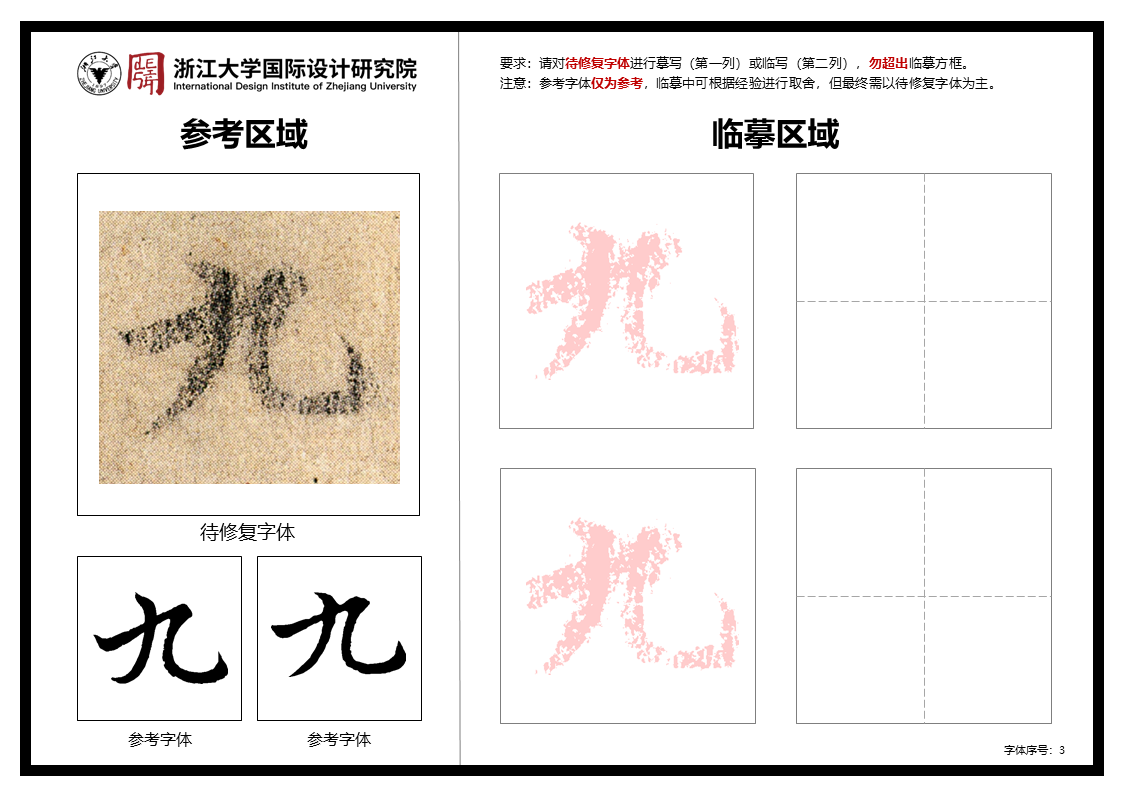 浙江大学国际设计研究院
International Design Institute of Zhejiang University
参考区域
九
待修复字体
九
九
参考字体
参考字体
要求：请对待修复字体进行摹写（第一列）或临写（第二列），勿超出临摹方框。
注意：参考字体仅为参考，临摹中可根据经验进行取舍，但最终需以待修复字体为主。
临摹区域
九
九
字体序号：3